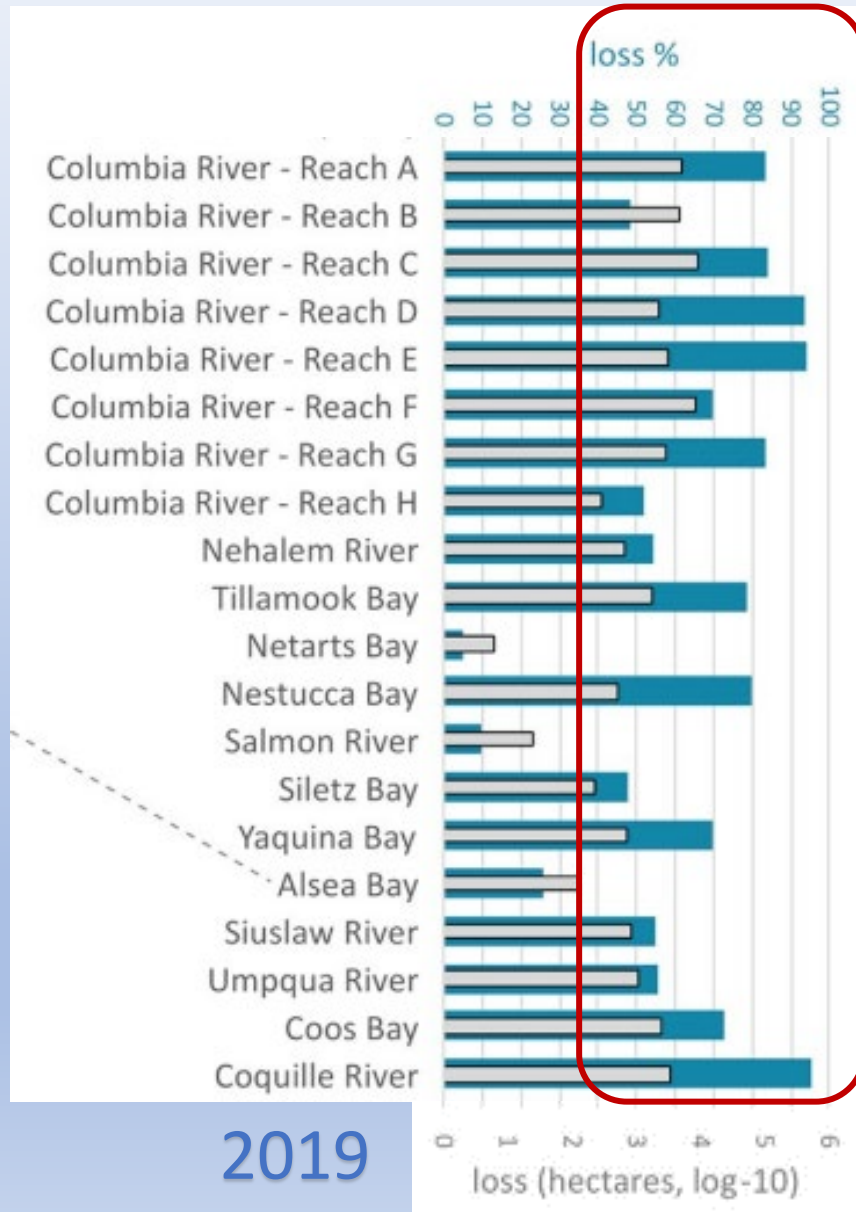 loss %
0 10 20 30 40 50 60 70 80 90 100
Columbia River - Reach A
Columbia River - Reach B
Columbia River - Reach C
Columbia River - Reach D
Columbia River - Reach E
Columbia River - Reach F
Columbia River - Reach G
Columbia River - Reach H
Nehalem River
Tillamook Bay
Netarts Bay
Nestucca Bay
Salmon River
Siletz Bay
Yaquina Bay
Alsea Bay
Siuslaw River
Umpqua River
Coos Bay
Coquille River
0 1 2 3 4 5 6
2019
loss (hectares, log-10)